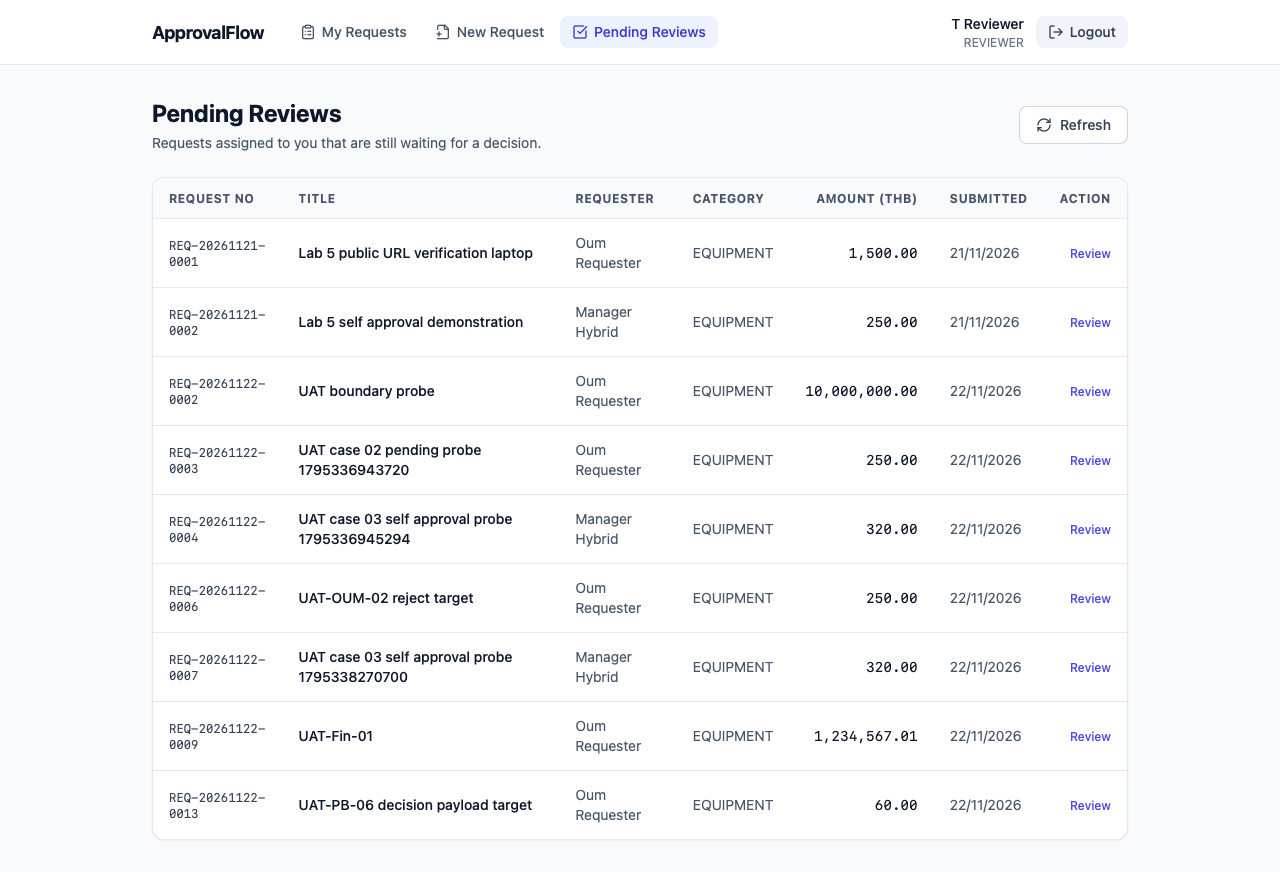 ApprovalFlow
My Requests
New Request
Pending Reviews
T Reviewer
REVIEWER
Logout
Pending Reviews
Requests assigned to you that are still waiting for a decision.
Refresh
REQUEST NO TITLE REQUESTER CATEGORY AMOUNT (THB) SUBMITTED ACTION
REQ-20261121-
0001
Lab 5 public URL verification laptop
Oum
Requester
EQUIPMENT
1,500.00
21/11/2026
Review
REQ-20261121-
0002
Lab 5 self approval demonstration
Manager
Hybrid
EQUIPMENT
250.00
21/11/2026
Review
REQ-20261122-
0002
UAT boundary probe
Oum
Requester
EQUIPMENT
10,000,000.00
22/11/2026
Review
REQ-20261122-
0003
UAT case 02 pending probe
1795336943720
Oum
Requester
EQUIPMENT
250.00
22/11/2026
Review
REQ-20261122-
0004
UAT case 03 self approval probe
1795336945294
Manager
Hybrid
EQUIPMENT
320.00
22/11/2026
Review
REQ-20261122-
0006
UAT-OUM-02 reject target
Oum
Requester
EQUIPMENT
250.00
22/11/2026
Review
REQ-20261122-
0007
UAT case 03 self approval probe
1795338270700
Manager
Hybrid
EQUIPMENT
320.00
22/11/2026
Review
REQ-20261122-
0009
UAT-Fin-01
Oum
Requester
EQUIPMENT
1,234,567.01
22/11/2026
Review
REQ-20261122-
0013
UAT-PB-06 decision payload target
Oum
Requester
EQUIPMENT
60.00
22/11/2026
Review